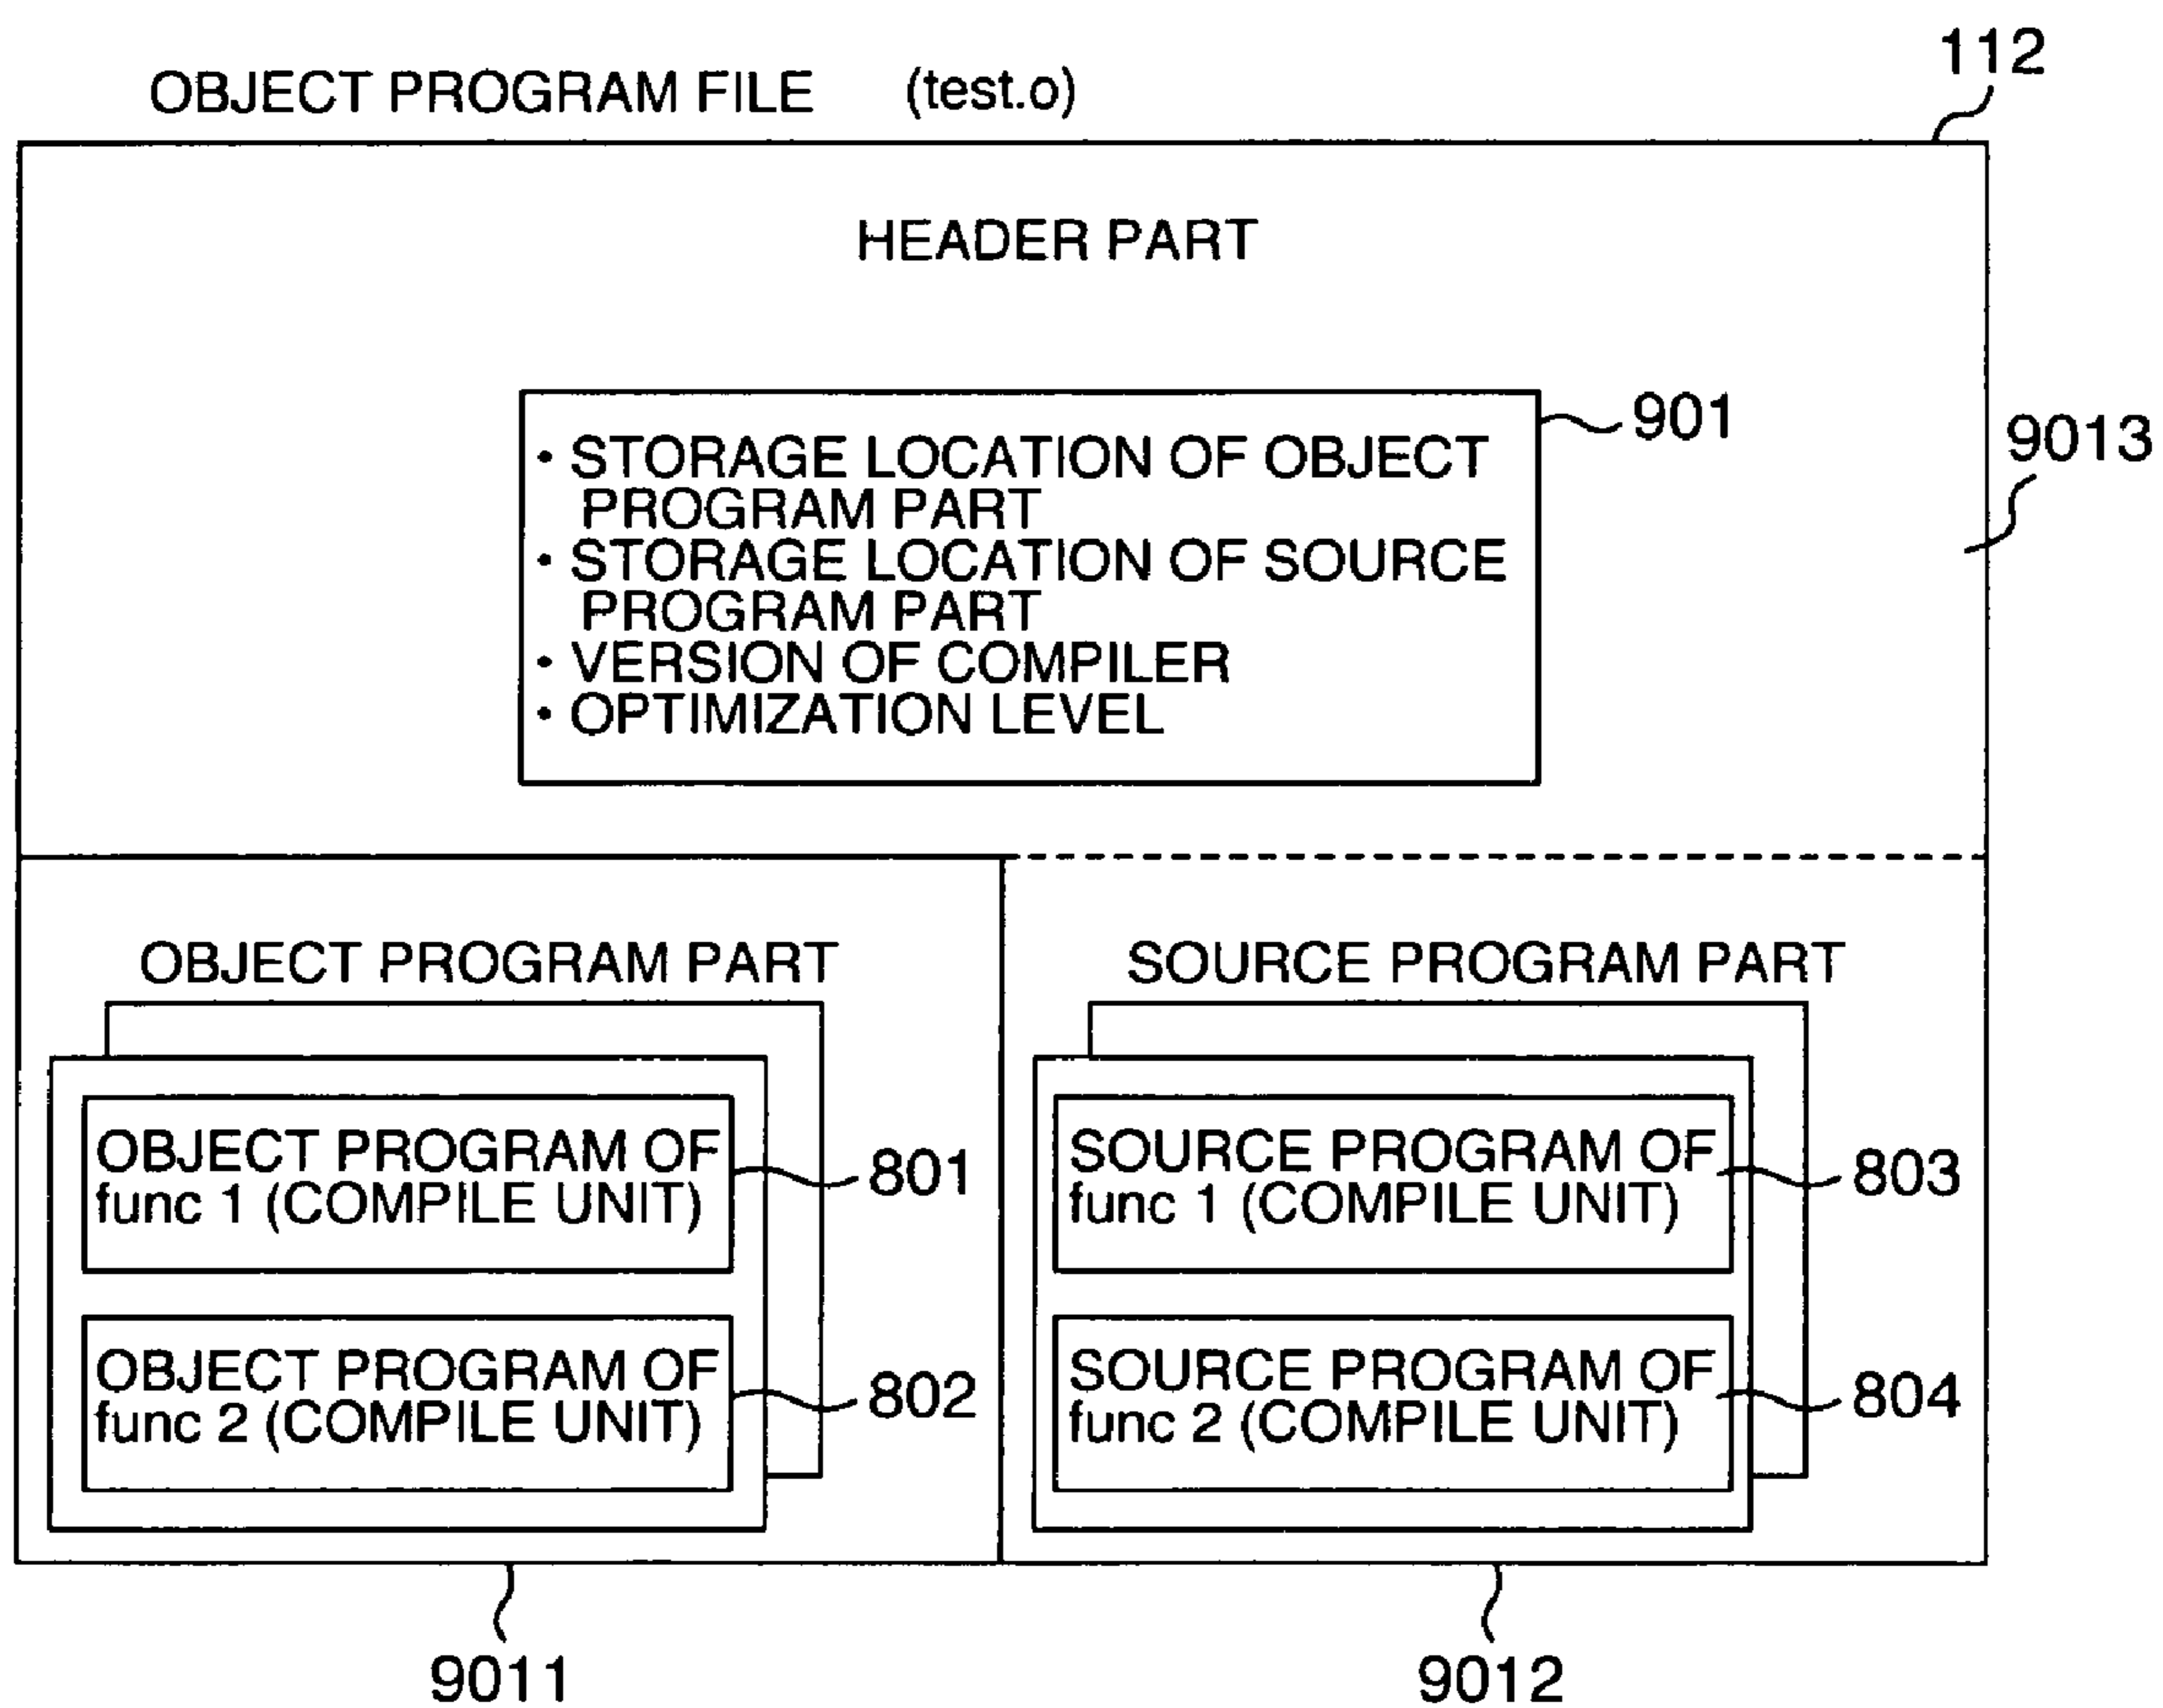 112
OBJECT PROGRAM FILE (test.o)
HEADER PART
901
9013
• STORAGE LOCATION OF OBJECT
PROGRAM PART
• STORAGE LOCATION OF SOURCE
PROGRAM PART
• VERSION OF COMPILER
• OPTIMIZATION LEVEL
OBJECT PROGRAM PART
OBJECT PROGRAM OF
func 1 (COMPILE UNIT)
801
OBJECT PROGRAM OF
func 2 (COMPILE UNIT)
802
SOURCE PROGRAM PART
SOURCE PROGRAM OF
func 1 (COMPILE UNIT)
803
SOURCE PROGRAM OF
func 2 (COMPILE UNIT)
804
9011
9012